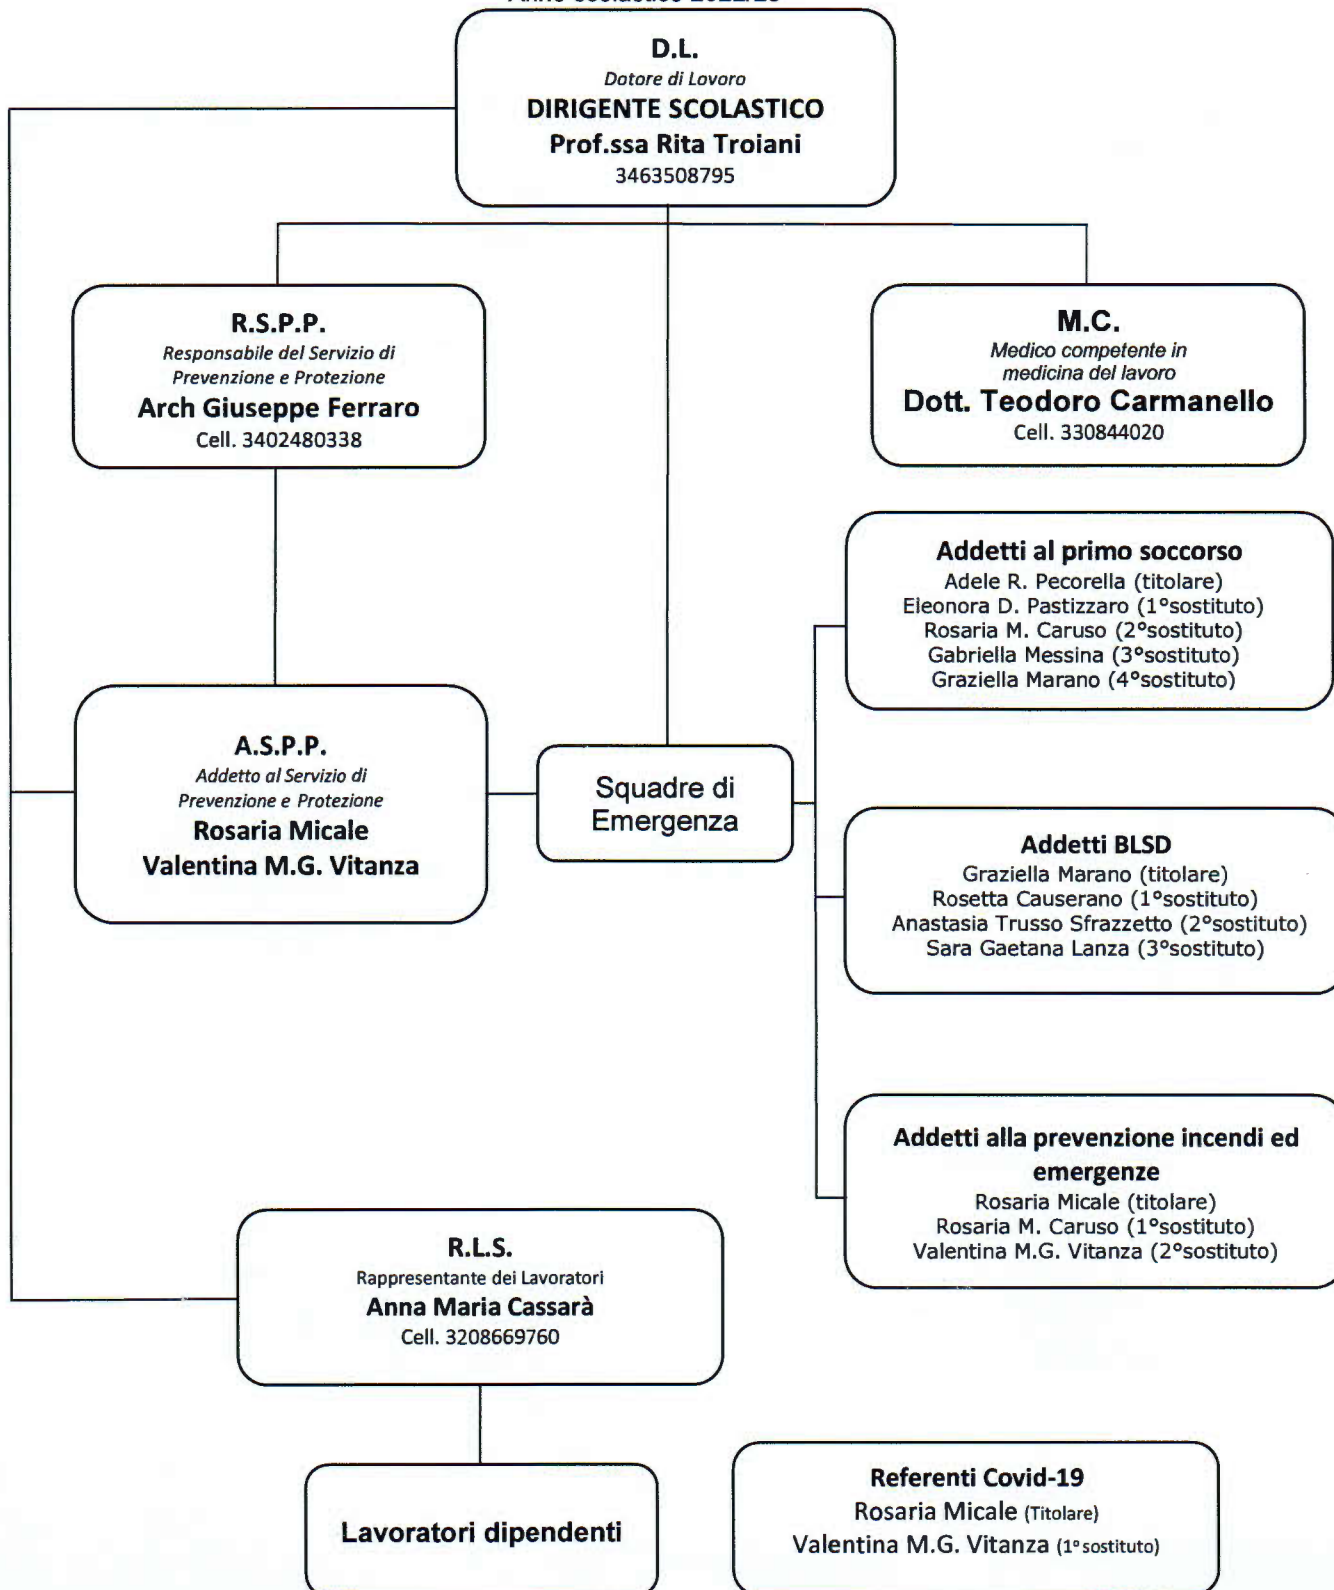 D.L.
Datore di Lavoro
DIRIGENTE SCOLASTICO
Prof.ssa Rita Troiani
3463508795
R.S.P.P.
Responsabile del Servizio di
Prevenzione e Protezione
Arch Giuseppe Ferraro
Cell. 3402480338
M.C.
Medico competente in
medicina del lavoro
Dott. Teodoro Carmanello
Cell. 330844020
Addetti al primo soccorso
Adele R. Pecorella (titolare)
Eleonora D. Pastizzaro (1°sostituto)
Rosaria M. Caruso (2°sostituto)
Gabriella Messina (3°sostituto)
Graziella Marano (4°sostituto)
A.S.P.P.
Addetto al Servizio di
Prevenzione e Protezione
Rosaria Micale
Valentina M.G. Vitanza
Squadre di
Emergenza
Addetti BLSD
Graziella Marano (titolare)
Rosetta Causerano (1°sostituto)
Anastasia Trusso Sfrazzetto (2°sostituto)
Sara Gaetana Lanza (3°sostituto)
Addetti alla prevenzione incendi ed
emergenze
Rosaria Micale (titolare)
Rosaria M. Caruso (1°sostituto)
Valentina M.G. Vitanza (2°sostituto)
R.L.S.
Rappresentante dei Lavoratori
Anna Maria Cassarà
Cell. 3208669760
Lavoratori dipendenti
Referenti Covid-19
Rosaria Micale (Titolare)
Valentina M.G. Vitanza (1° sostituto)